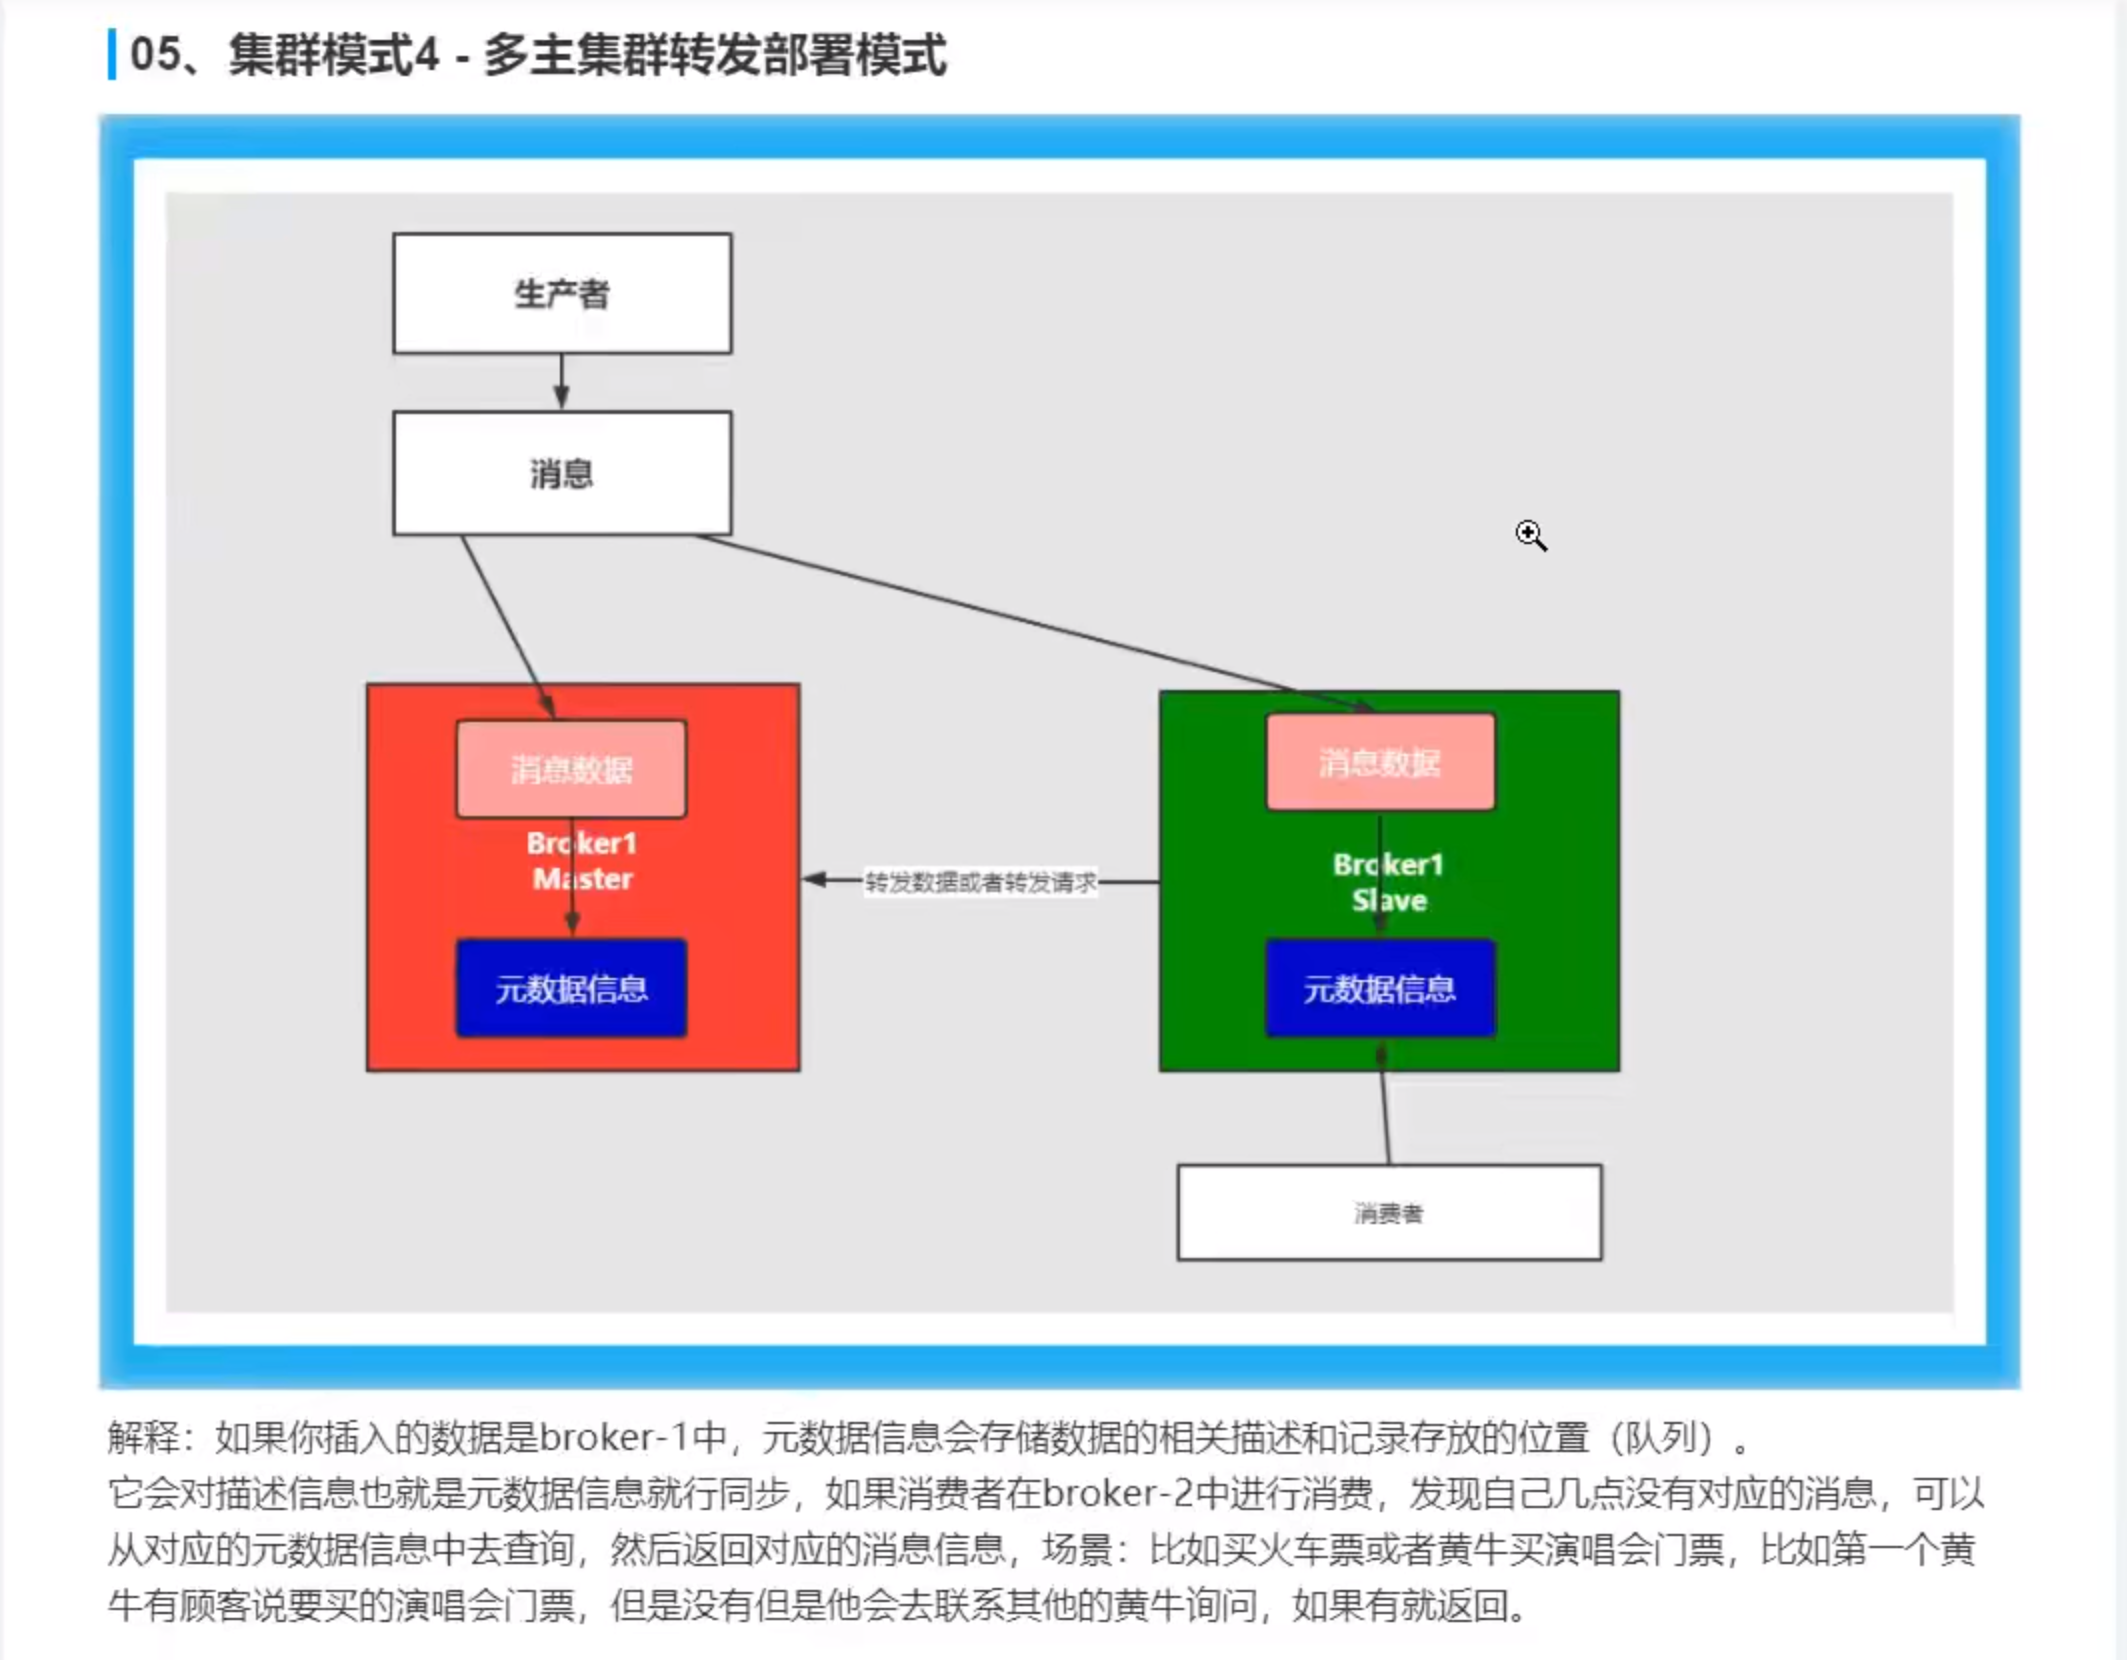 05、集群模式4 - 多主集群转发部署模式
生产者
消息
消息数据
消息数据
Broker1
Master
转发数据或者转发请求
Broker1
Slave
元数据信息
元数据信息
消费者
解释：如果你插入的数据是broker-1中，元数据信息会存储数据的相关描述和记录存放的位置（队列）。
它会对描述信息也就是元数据信息就行同步，如果消费者在broker-2中进行消费，发现自己几点没有对应的消息，可以
从对应的元数据信息中去查询，然后返回对应的消息信息，场景：比如买火车票或者黄牛买演唱会门票，比如第一个黄
牛有顾客说要买的演唱会门票，但是没有但是他会去联系其他的黄牛询问，如果有就返回。